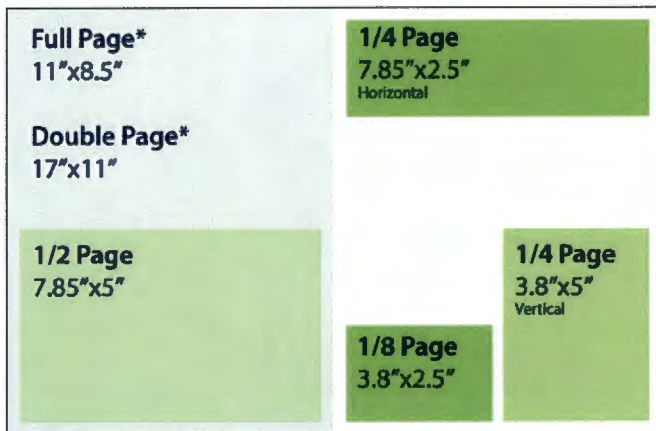 Full Page*
11"x8.5"
Double Page*
17"x11"
1/2 Page
7.85"x5"
1/4 Page
7.85"x2.5"
Horizontal
1/4 Page
3.8"x5"
Vertical
1/8 Page
3.8"x2.5"